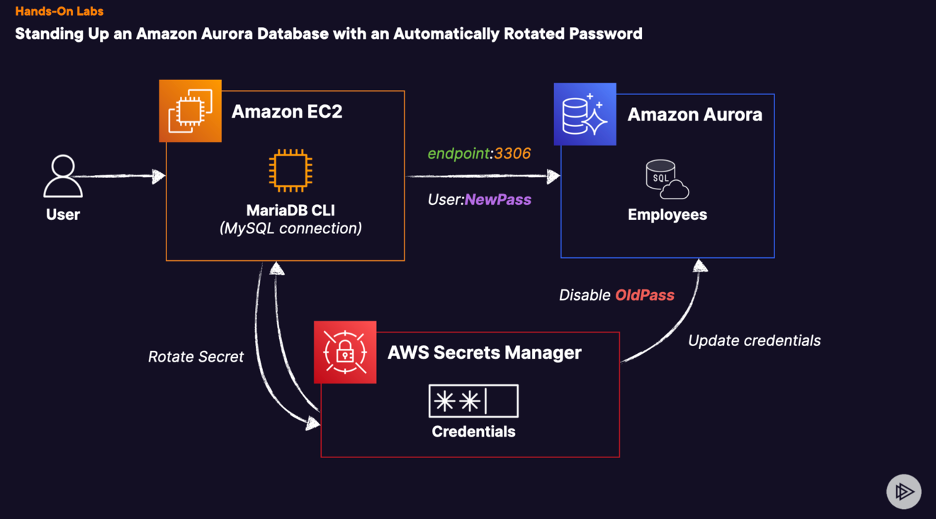 Hands-On Labs
Standing Up an Amazon Aurora Database with an Automatically Rotated Password
Amazon EC2
MariaDB CLI
(MySQL connection)
User
endpoint:3306
User:NewPass
Amazon Aurora
SQL
Employees
Disable OldPass
Update credentials
Rotate Secret
AWS Secrets Manager
**|
Credentials